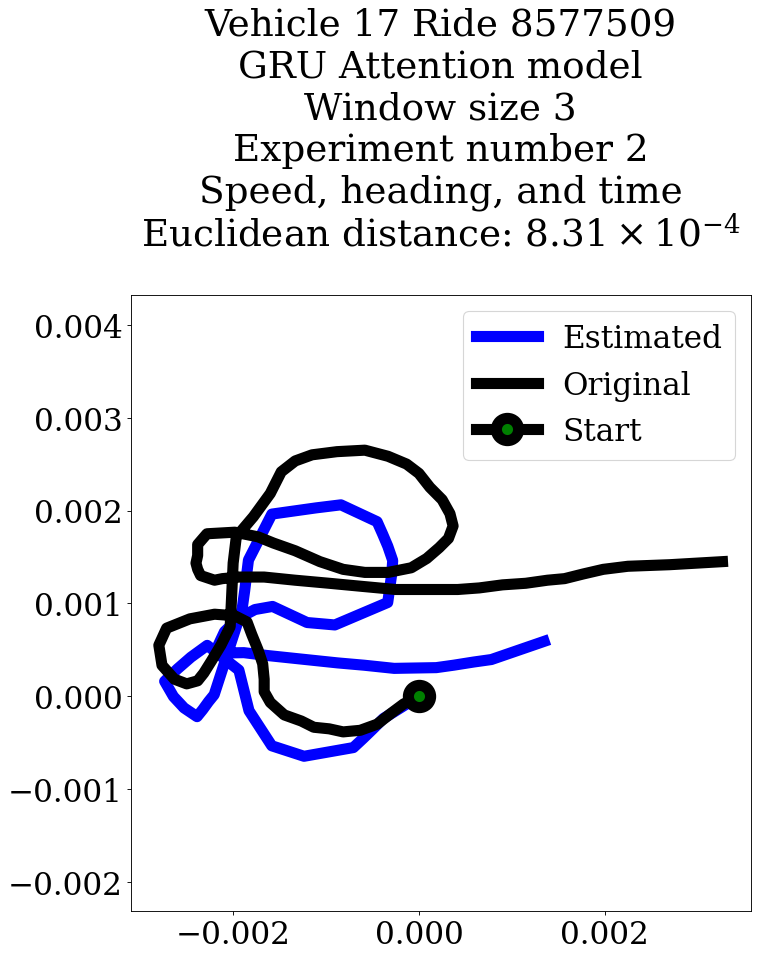 Vehicle 17 Ride 8577509
GRU Attention model
Window size 3
Experiment number 2
Speed, heading, and time
Euclidean distance: 8.31 × 10⁻⁴
Estimated
Original
Start
0.004
0.003
0.002
0.001
0.000
−0.001
−0.002
−0.002 0.000 0.002